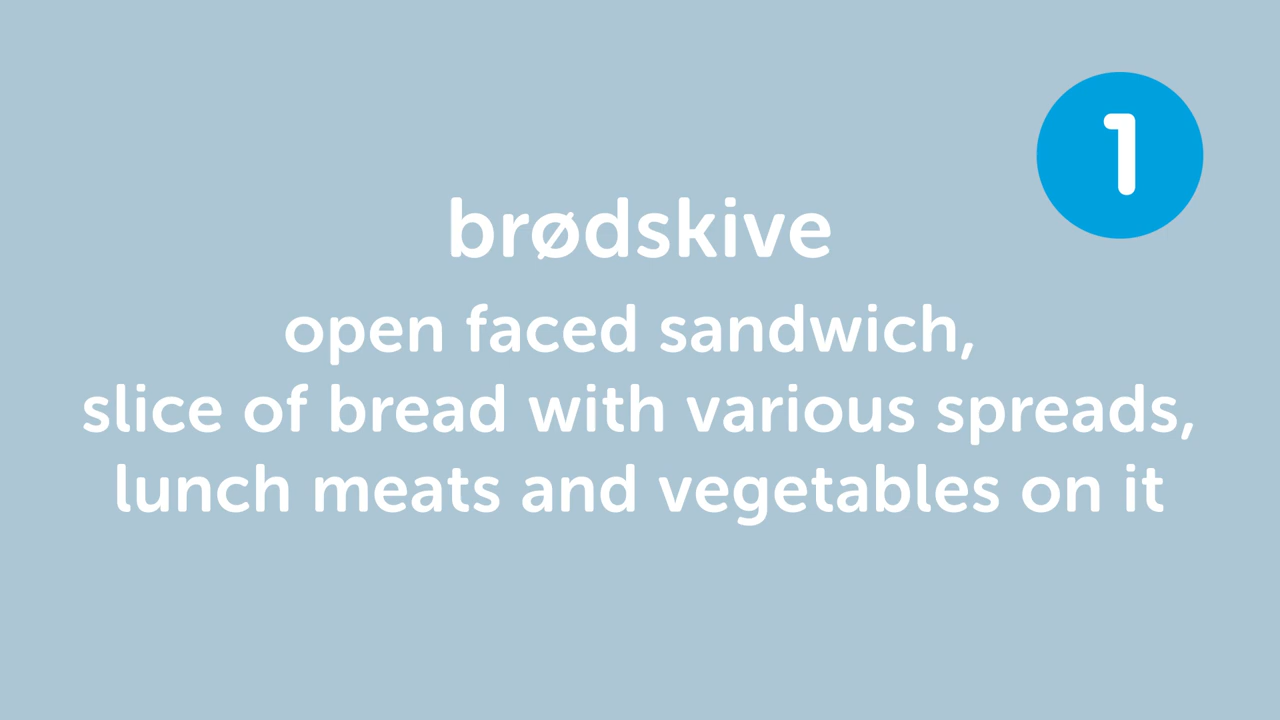 1
brødskive
open faced sandwich,
slice of bread with various spreads,
lunch meats and vegetables on it